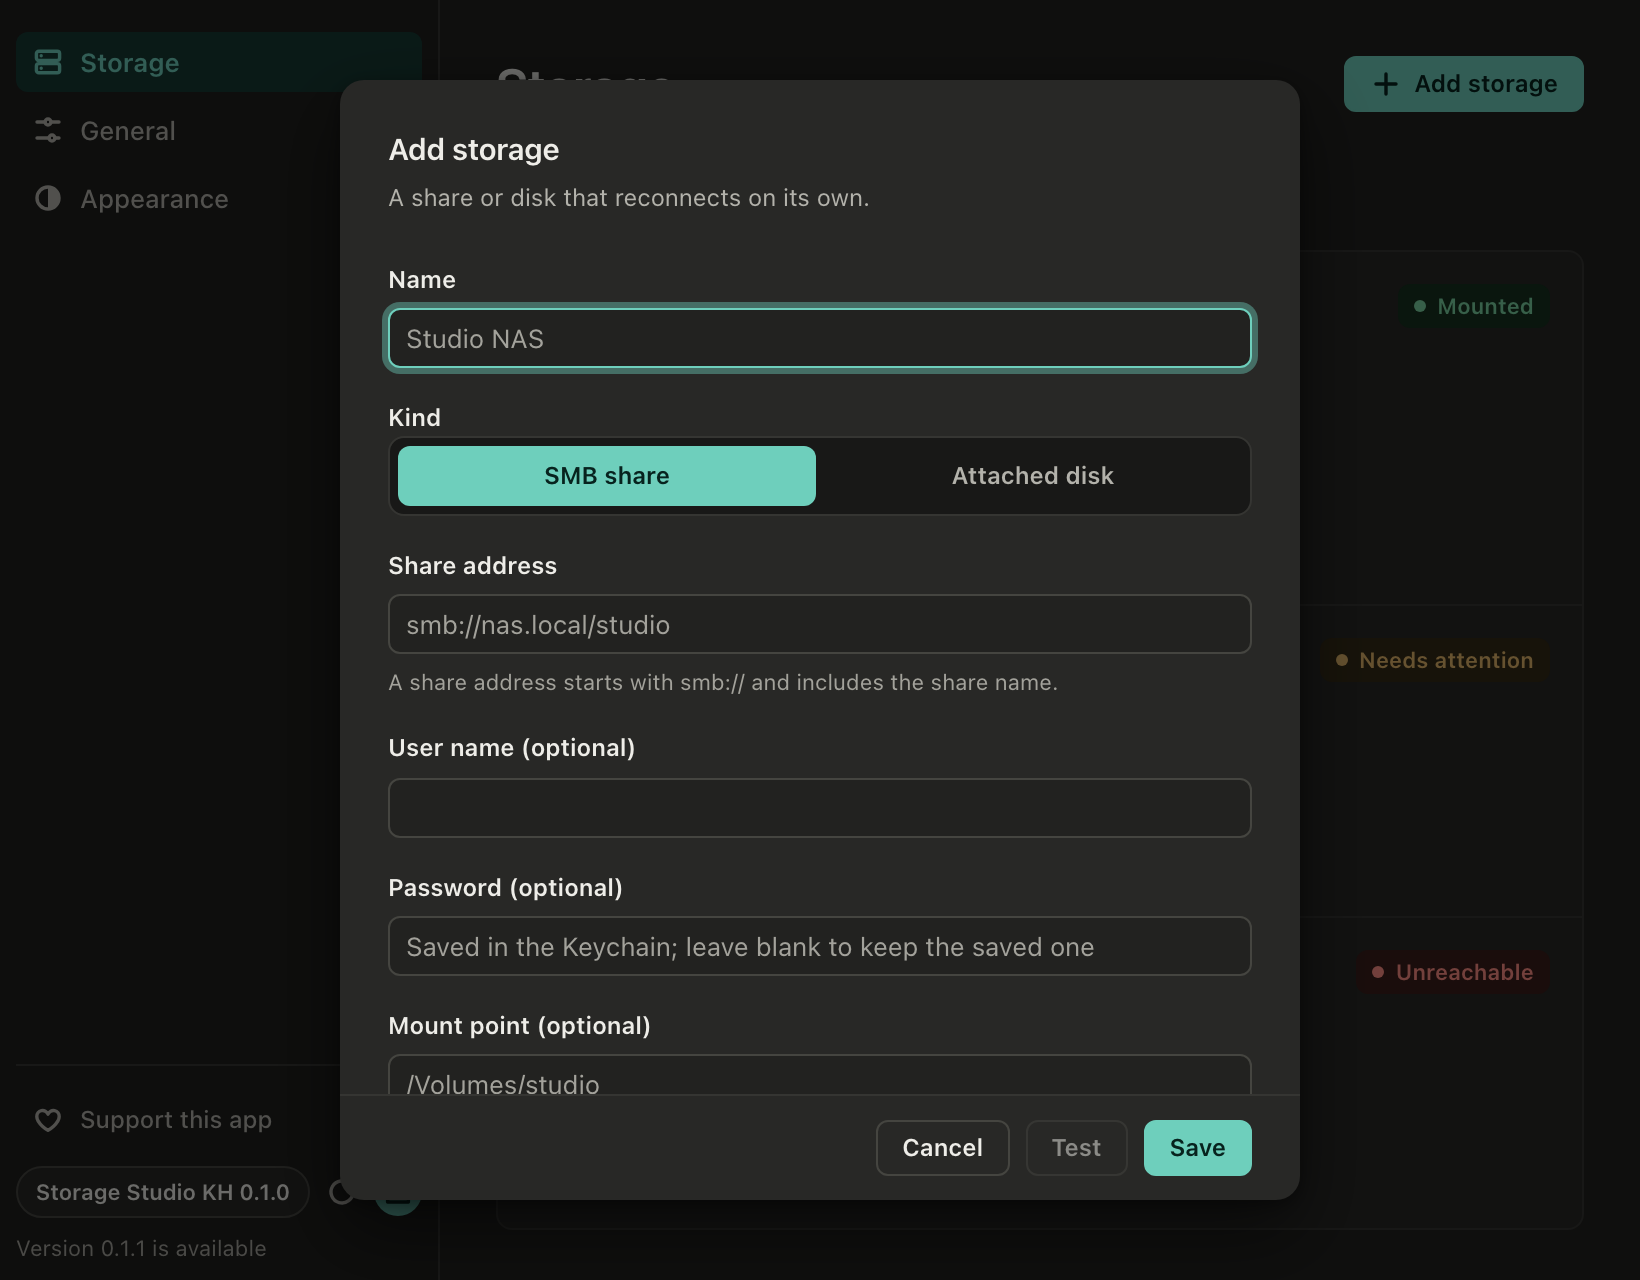 Storage
General
Appearance
Storage
Add storage
Add storage
A share or disk that reconnects on its own.
Name
Studio NAS
Kind
SMB share
Attached disk
Share address
smb://nas.local/studio
A share address starts with smb:// and includes the share name.
User name (optional)
Password (optional)
Saved in the Keychain; leave blank to keep the saved one
Mount point (optional)
/Volumes/studio
Cancel
Test
Save
Mounted
Needs attention
Unreachable
Support this app
Storage Studio KH 0.1.0
Version 0.1.1 is available